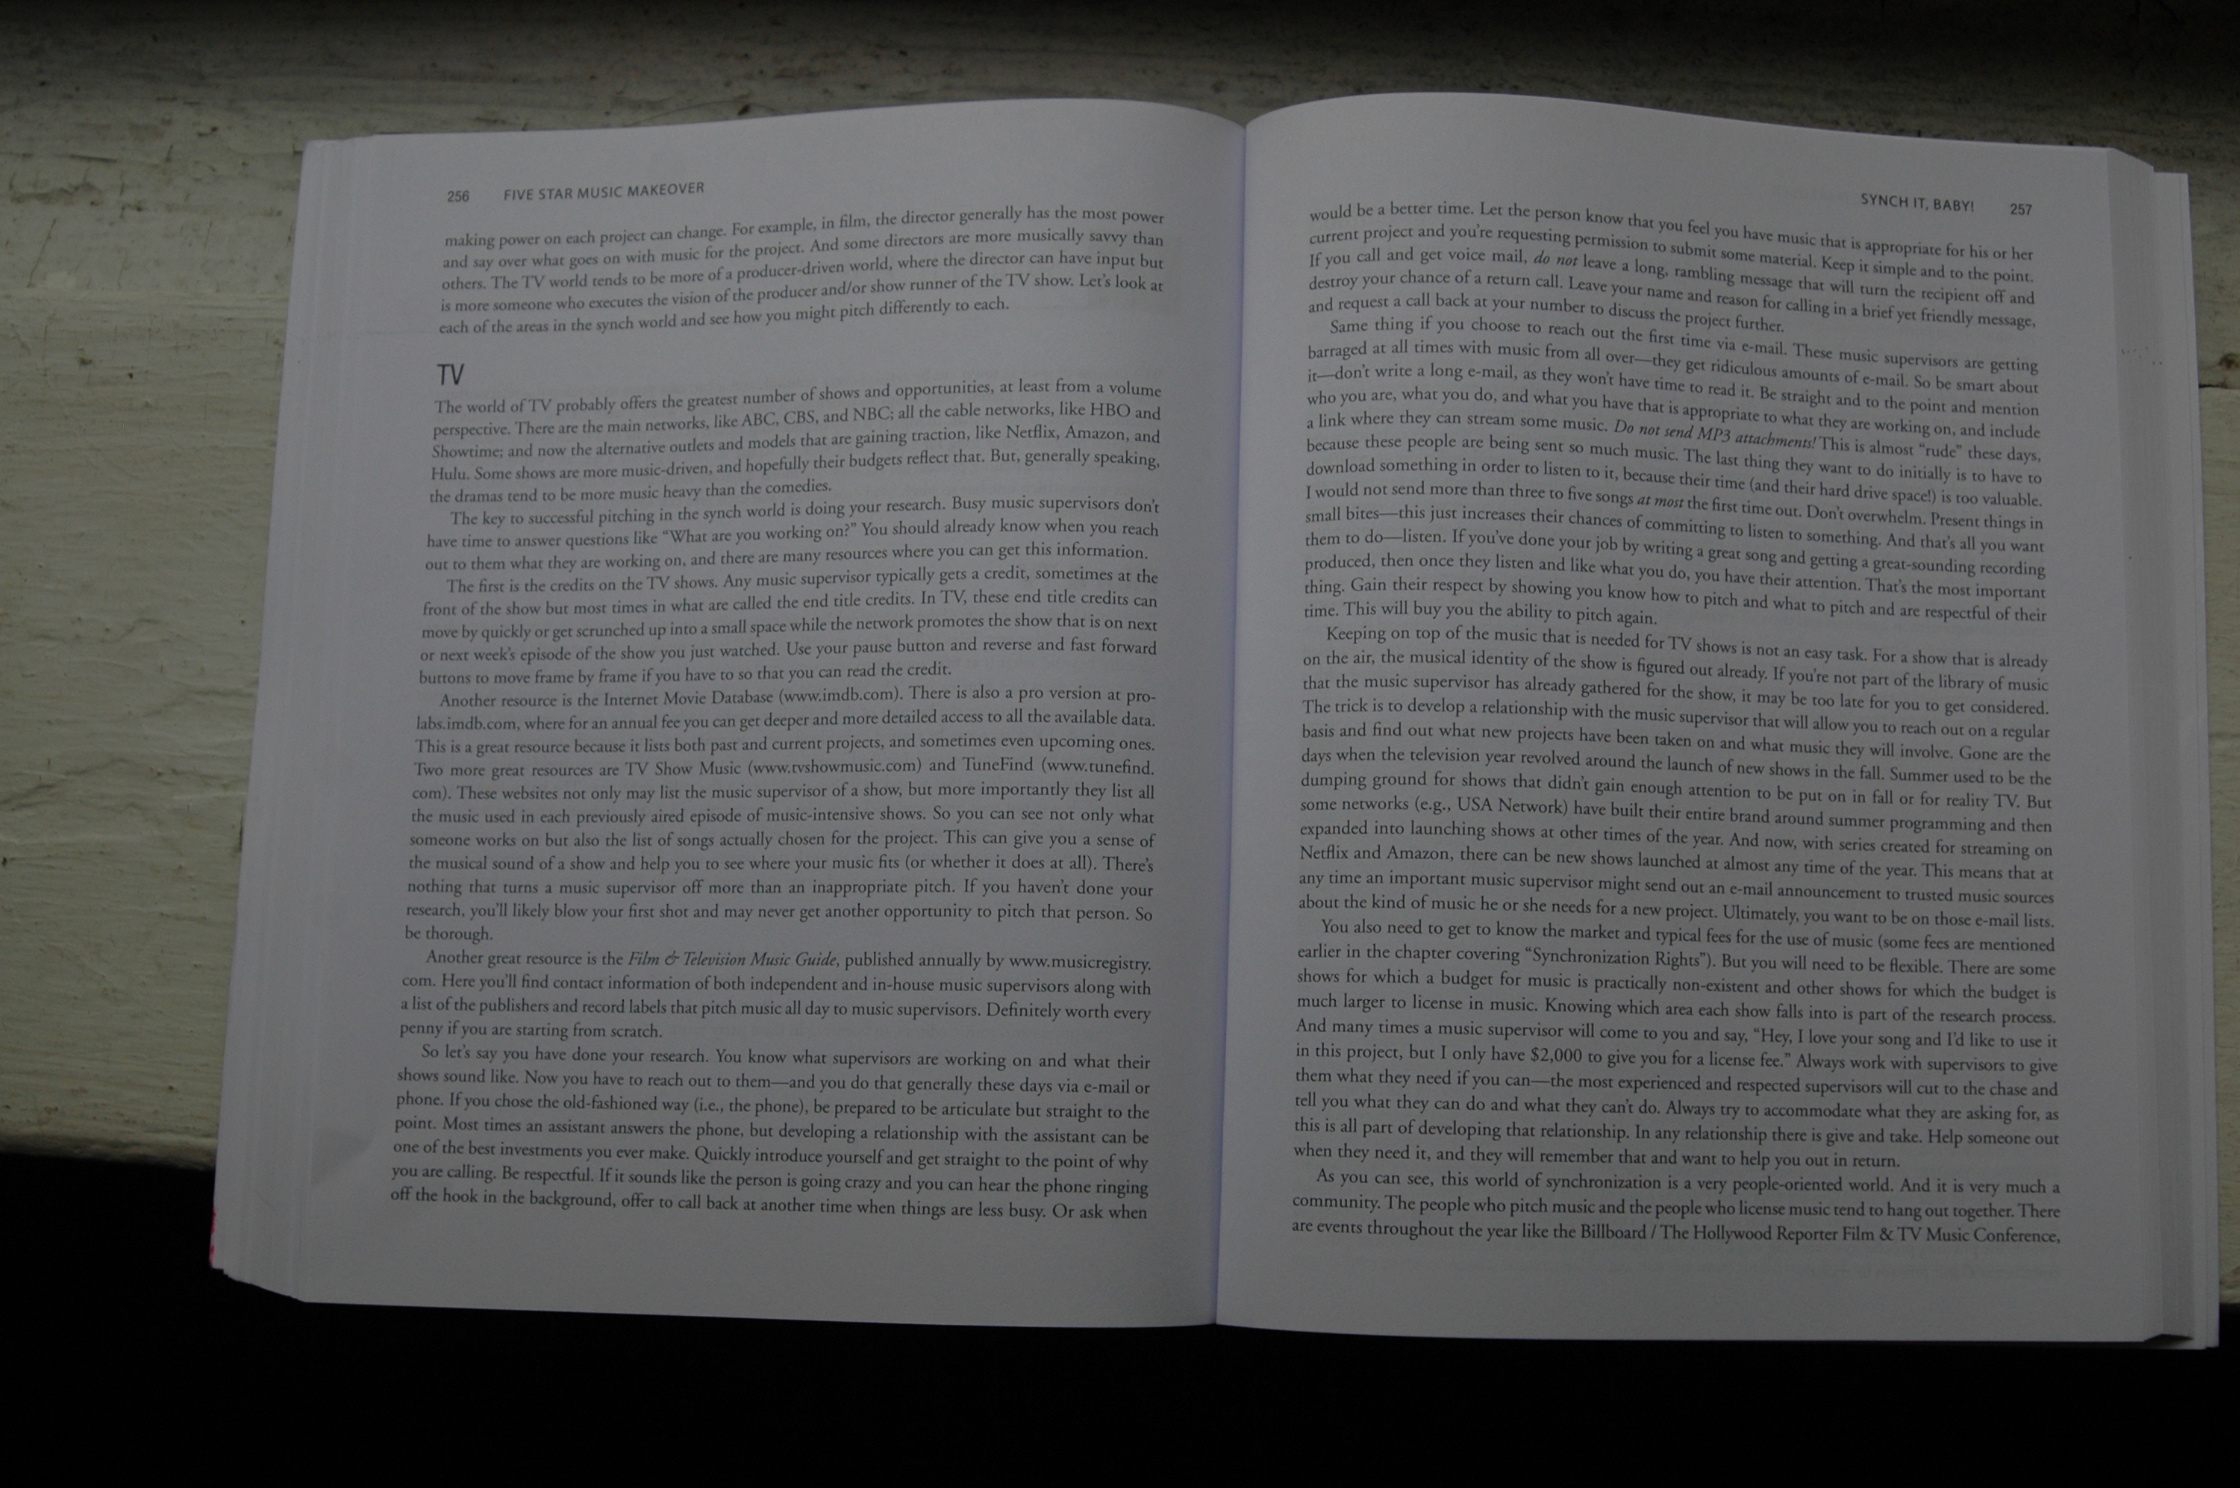 256 FIVE STAR MUSIC MAKEOVER
making power on each project can change. For example, in film, the director generally has the most power
and say over what goes on with music for the project. And some directors are more musically savvy than
others. The TV world tends to be more of a producer-driven world, where the director can have input but
is more someone who executes the vision of the producer and/or show runner of the TV show. Let's look at
each of the areas in the synch world and see how you might pitch differently to each.
TV
The world of TV probably offers the greatest number of shows and opportunities, at least from a volume
perspective. There are the main networks, like ABC, CBS, and NBC; all the cable networks, like HBO and
Showtime; and now the alternative outlets and models that are gaining traction, like Netflix, Amazon, and
Hulu. Some shows are more music-driven, and hopefully their budgets reflect that. But, generally speaking,
the dramas tend to be more music heavy than the comedies.
The key to successful pitching in the synch world is doing your research. Busy music supervisors don't
have time to answer questions like “What are you working on?” You should already know when you reach
out to them what they are working on, and there are many resources where you can get this information.
The first is the credits on the TV shows. Any music supervisor typically gets a credit, sometimes at the
front of the show but most times in what are called the end title credits. In TV, these end title credits can
move by quickly or get scrunched up into a small space while the network promotes the show that is on next
or next week's episode of the show you just watched. Use your pause button and reverse and fast forward
buttons to move frame by frame if you have to so that you can read the credit.
Another resource is the Internet Movie Database (www.imdb.com). There is also a pro version at pro-
labs.imdb.com, where for an annual fee you can get deeper and more detailed access to all the available data.
This is a great resource because it lists both past and current projects, and sometimes even upcoming ones.
Two more great resources are TV Show Music (www.tvshowmusic.com) and TuneFind (www.tunefind.
com). These websites not only may list the music supervisor of a show, but more importantly they list all
the music used in each previously aired episode of music-intensive shows. So you can see not only what
someone works on but also the list of songs actually chosen for the project. This can give you a sense of
the musical sound of a show and help you to see where your music fits (or whether it does at all). There's
nothing that turns a music supervisor off more than an inappropriate pitch. If you haven't done your
research, you'll likely blow your first shot and may never get another opportunity to pitch that person. So
be thorough.
Another great resource is the Film & Television Music Guide, published annually by www.musicregistry.
com. Here you'll find contact information of both independent and in-house music supervisors along with
a list of the publishers and record labels that pitch music all day to music supervisors. Definitely worth every
penny if you are starting from scratch.
So let's say you have done your research. You know what supervisors are working on and what their
shows sound like. Now you have to reach out to them—and you do that generally these days via e-mail or
phone. If you chose the old-fashioned way (i.e., the phone), be prepared to be articulate but straight to the
point. Most times an assistant answers the phone, but developing a relationship with the assistant can be
one of the best investments you ever make. Quickly introduce yourself and get straight to the point of why
you are calling. Be respectful. If it sounds like the person is going crazy and you can hear the phone ringing
off the hook in the background, offer to call back at another time when things are less busy. Or ask when
SYNCH IT, BABY! 257
would be a better time. Let the person know that you feel you have music that is appropriate for his or her
current project and you're requesting permission to submit some material. Keep it simple and to the point.
If you call and get voice mail, do not leave a long, rambling message that will turn the recipient off and
destroy your chance of a return call. Leave your name and reason for calling in a brief yet friendly message,
and request a call back at your number to discuss the project further.
Same thing if you choose to reach out the first time via e-mail. These music supervisors are getting
barraged at all times with music from all over—they get ridiculous amounts of e-mail. So be smart about
it—don't write a long e-mail, as they won't have time to read it. Be straight and to the point and mention
who you are, what you do, and what you have that is appropriate to what they are working on, and include
a link where they can stream some music. Do not send MP3 attachments! This is almost “rude” these days,
because these people are being sent so much music. The last thing they want to do initially is to have to
download something in order to listen to it, because their time (and their hard drive space!) is too valuable.
I would not send more than three to five songs at most the first time out. Don't overwhelm. Present things in
small bites—this just increases their chances of committing to listen to something. And that's all you want
them to do—listen. If you've done your job by writing a great song and getting a great-sounding recording
produced, then once they listen and like what you do, you have their attention. That's the most important
thing. Gain their respect by showing you know how to pitch and what to pitch and are respectful of their
time. This will buy you the ability to pitch again.
Keeping on top of the music that is needed for TV shows is not an easy task. For a show that is already
on the air, the musical identity of the show is figured out already. If you're not part of the library of music
that the music supervisor has already gathered for the show, it may be too late for you to get considered.
The trick is to develop a relationship with the music supervisor that will allow you to reach out on a regular
basis and find out what new projects have been taken on and what music they will involve. Gone are the
days when the television year revolved around the launch of new shows in the fall. Summer used to be the
dumping ground for shows that didn't gain enough attention to be put on in fall or for reality TV. But
some networks (e.g., USA Network) have built their entire brand around summer programming and then
expanded into launching shows at other times of the year. And now, with series created for streaming on
Netflix and Amazon, there can be new shows launched at almost any time of the year. This means that at
any time an important music supervisor might send out an e-mail announcement to trusted music sources
about the kind of music he or she needs for a new project. Ultimately, you want to be on those e-mail lists.
You also need to get to know the market and typical fees for the use of music (some fees are mentioned
earlier in the chapter covering “Synchronization Rights”). But you will need to be flexible. There are some
shows for which a budget for music is practically non-existent and other shows for which the budget is
much larger to license in music. Knowing which area each show falls into is part of the research process.
And many times a music supervisor will come to you and say, “Hey, I love your song and I'd like to use it
in this project, but I only have $2,000 to give you for a license fee.” Always work with supervisors to give
them what they need if you can—the most experienced and respected supervisors will cut to the chase and
tell you what they can do and what they can't do. Always try to accommodate what they are asking for, as
this is all part of developing that relationship. In any relationship there is give and take. Help someone out
when they need it, and they will remember that and want to help you out in return.
As you can see, this world of synchronization is a very people-oriented world. And it is very much a
community. The people who pitch music and the people who license music tend to hang out together. There
are events throughout the year like the Billboard / The Hollywood Reporter Film & TV Music Conference,